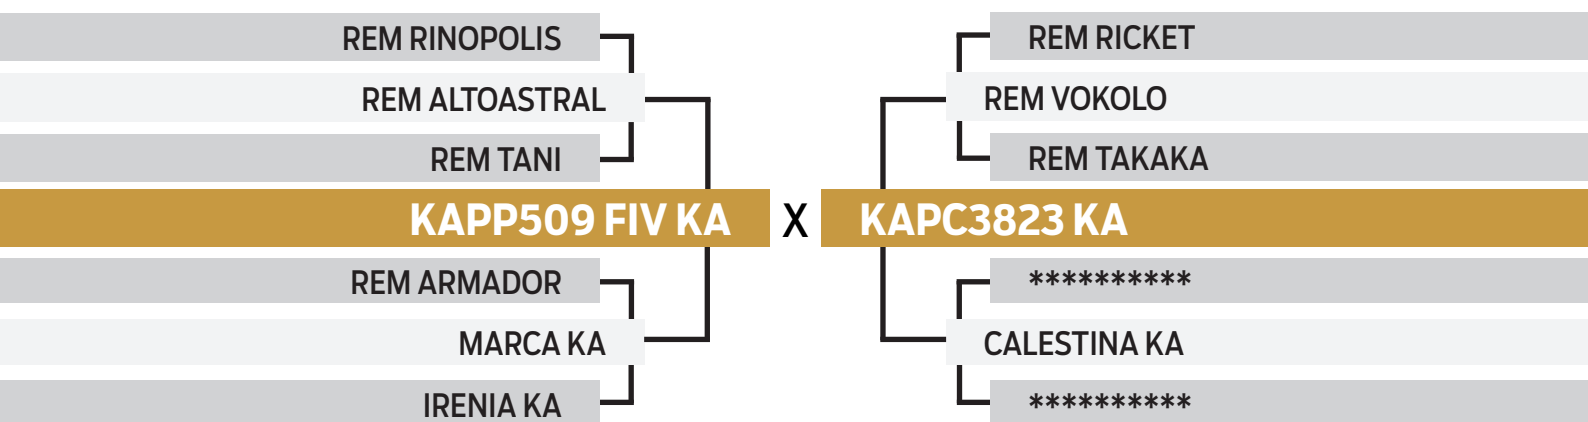 REM RINOPOLIS
REM RICKET
REM ALTOASTRAL
REM VOKOLO
REM TANI
REM TAKAKA
KAPP509 FIV KA X KAPC3823 KA
REM ARMADOR
**********
MARCA KA
CALESTINA KA
IRENIA KA
**********